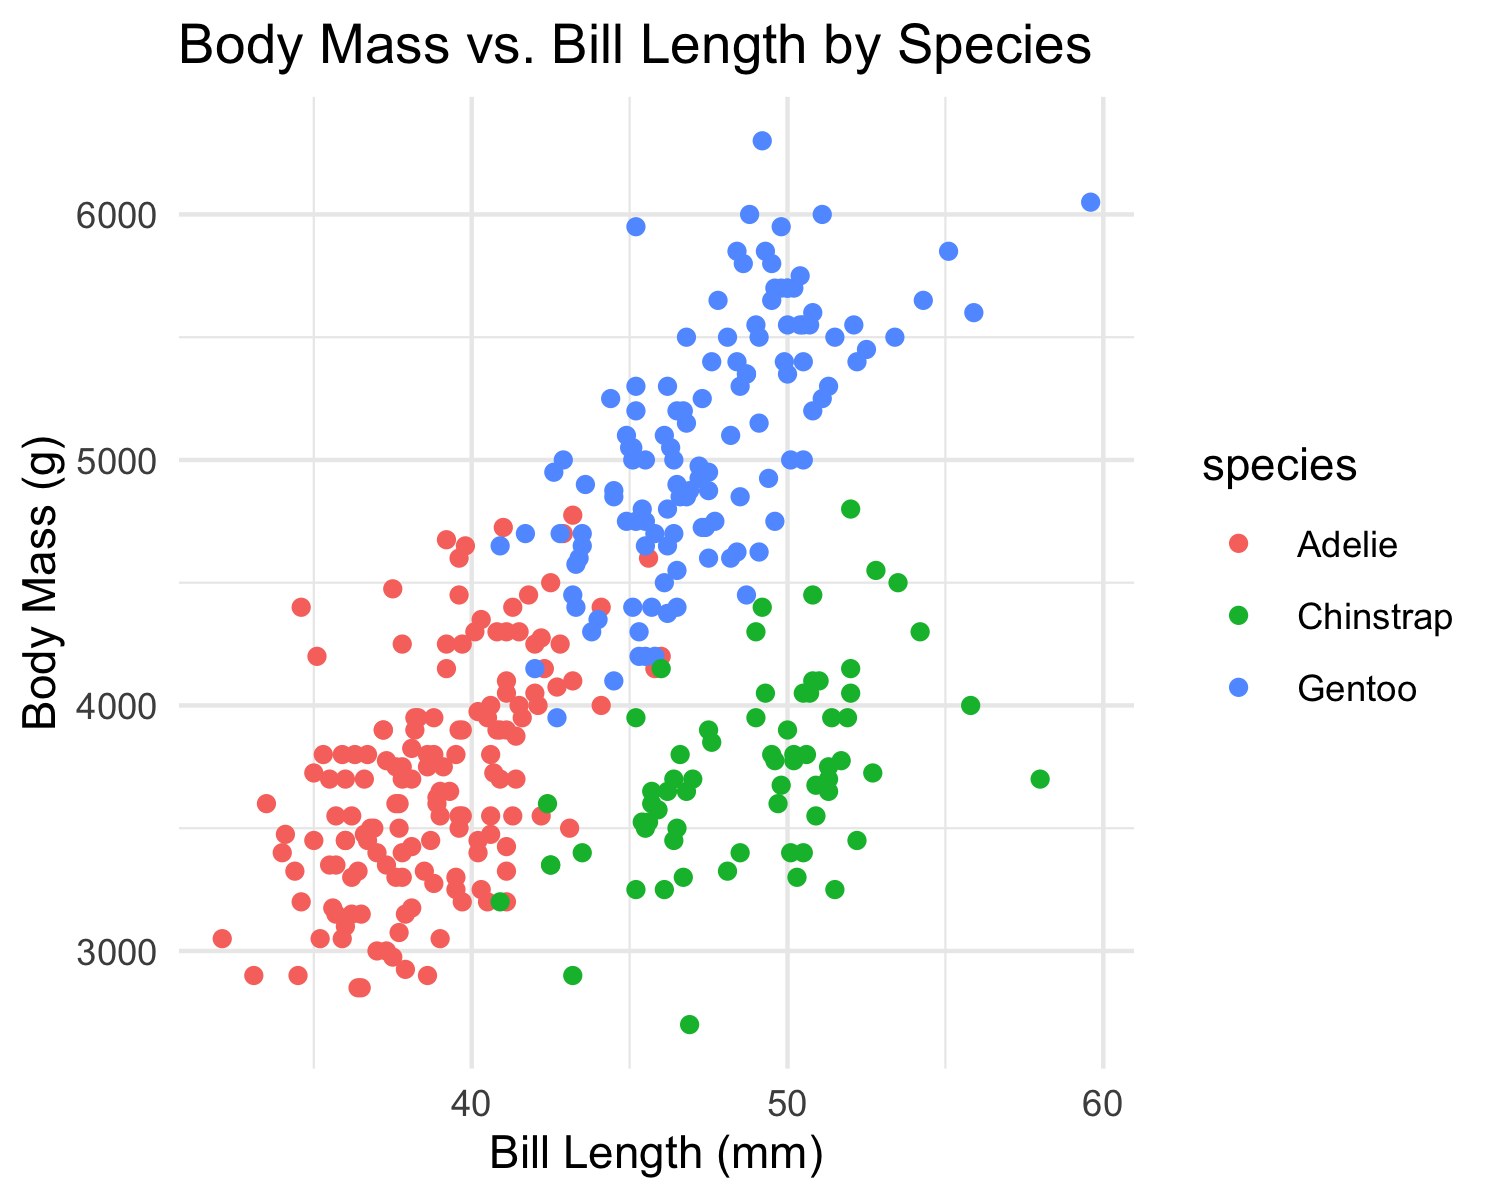 Body Mass vs. Bill Length by Species
6000
5000
4000
3000
Body Mass (g)
40 50 60
Bill Length (mm)
species
Adelie
Chinstrap
Gentoo